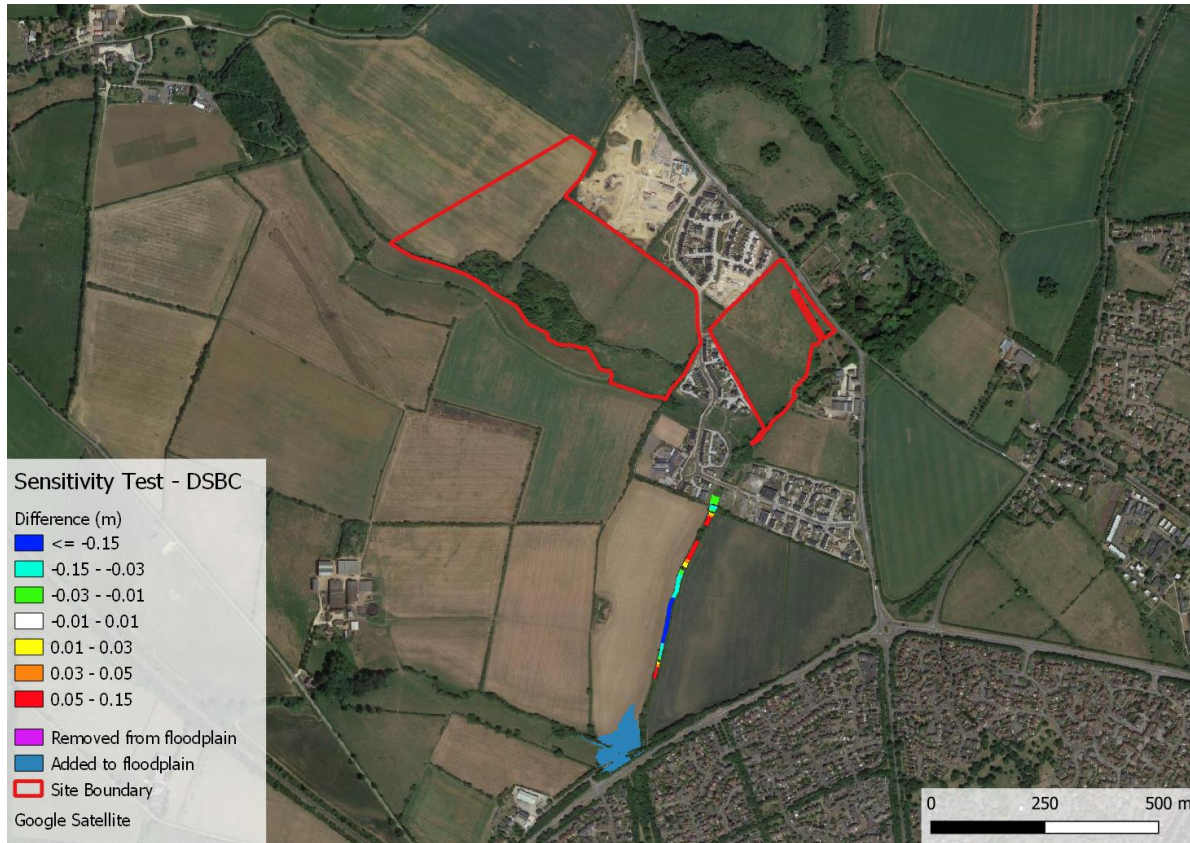 Sensitivity Test - DSBC
Difference (m)
<= -0.15
-0.15 - -0.03
-0.03 - -0.01
-0.01 - 0.01
0.01 - 0.03
0.03 - 0.05
0.05 - 0.15
Removed from floodplain
Added to floodplain
Site Boundary
Google Satellite
0 250 500 m